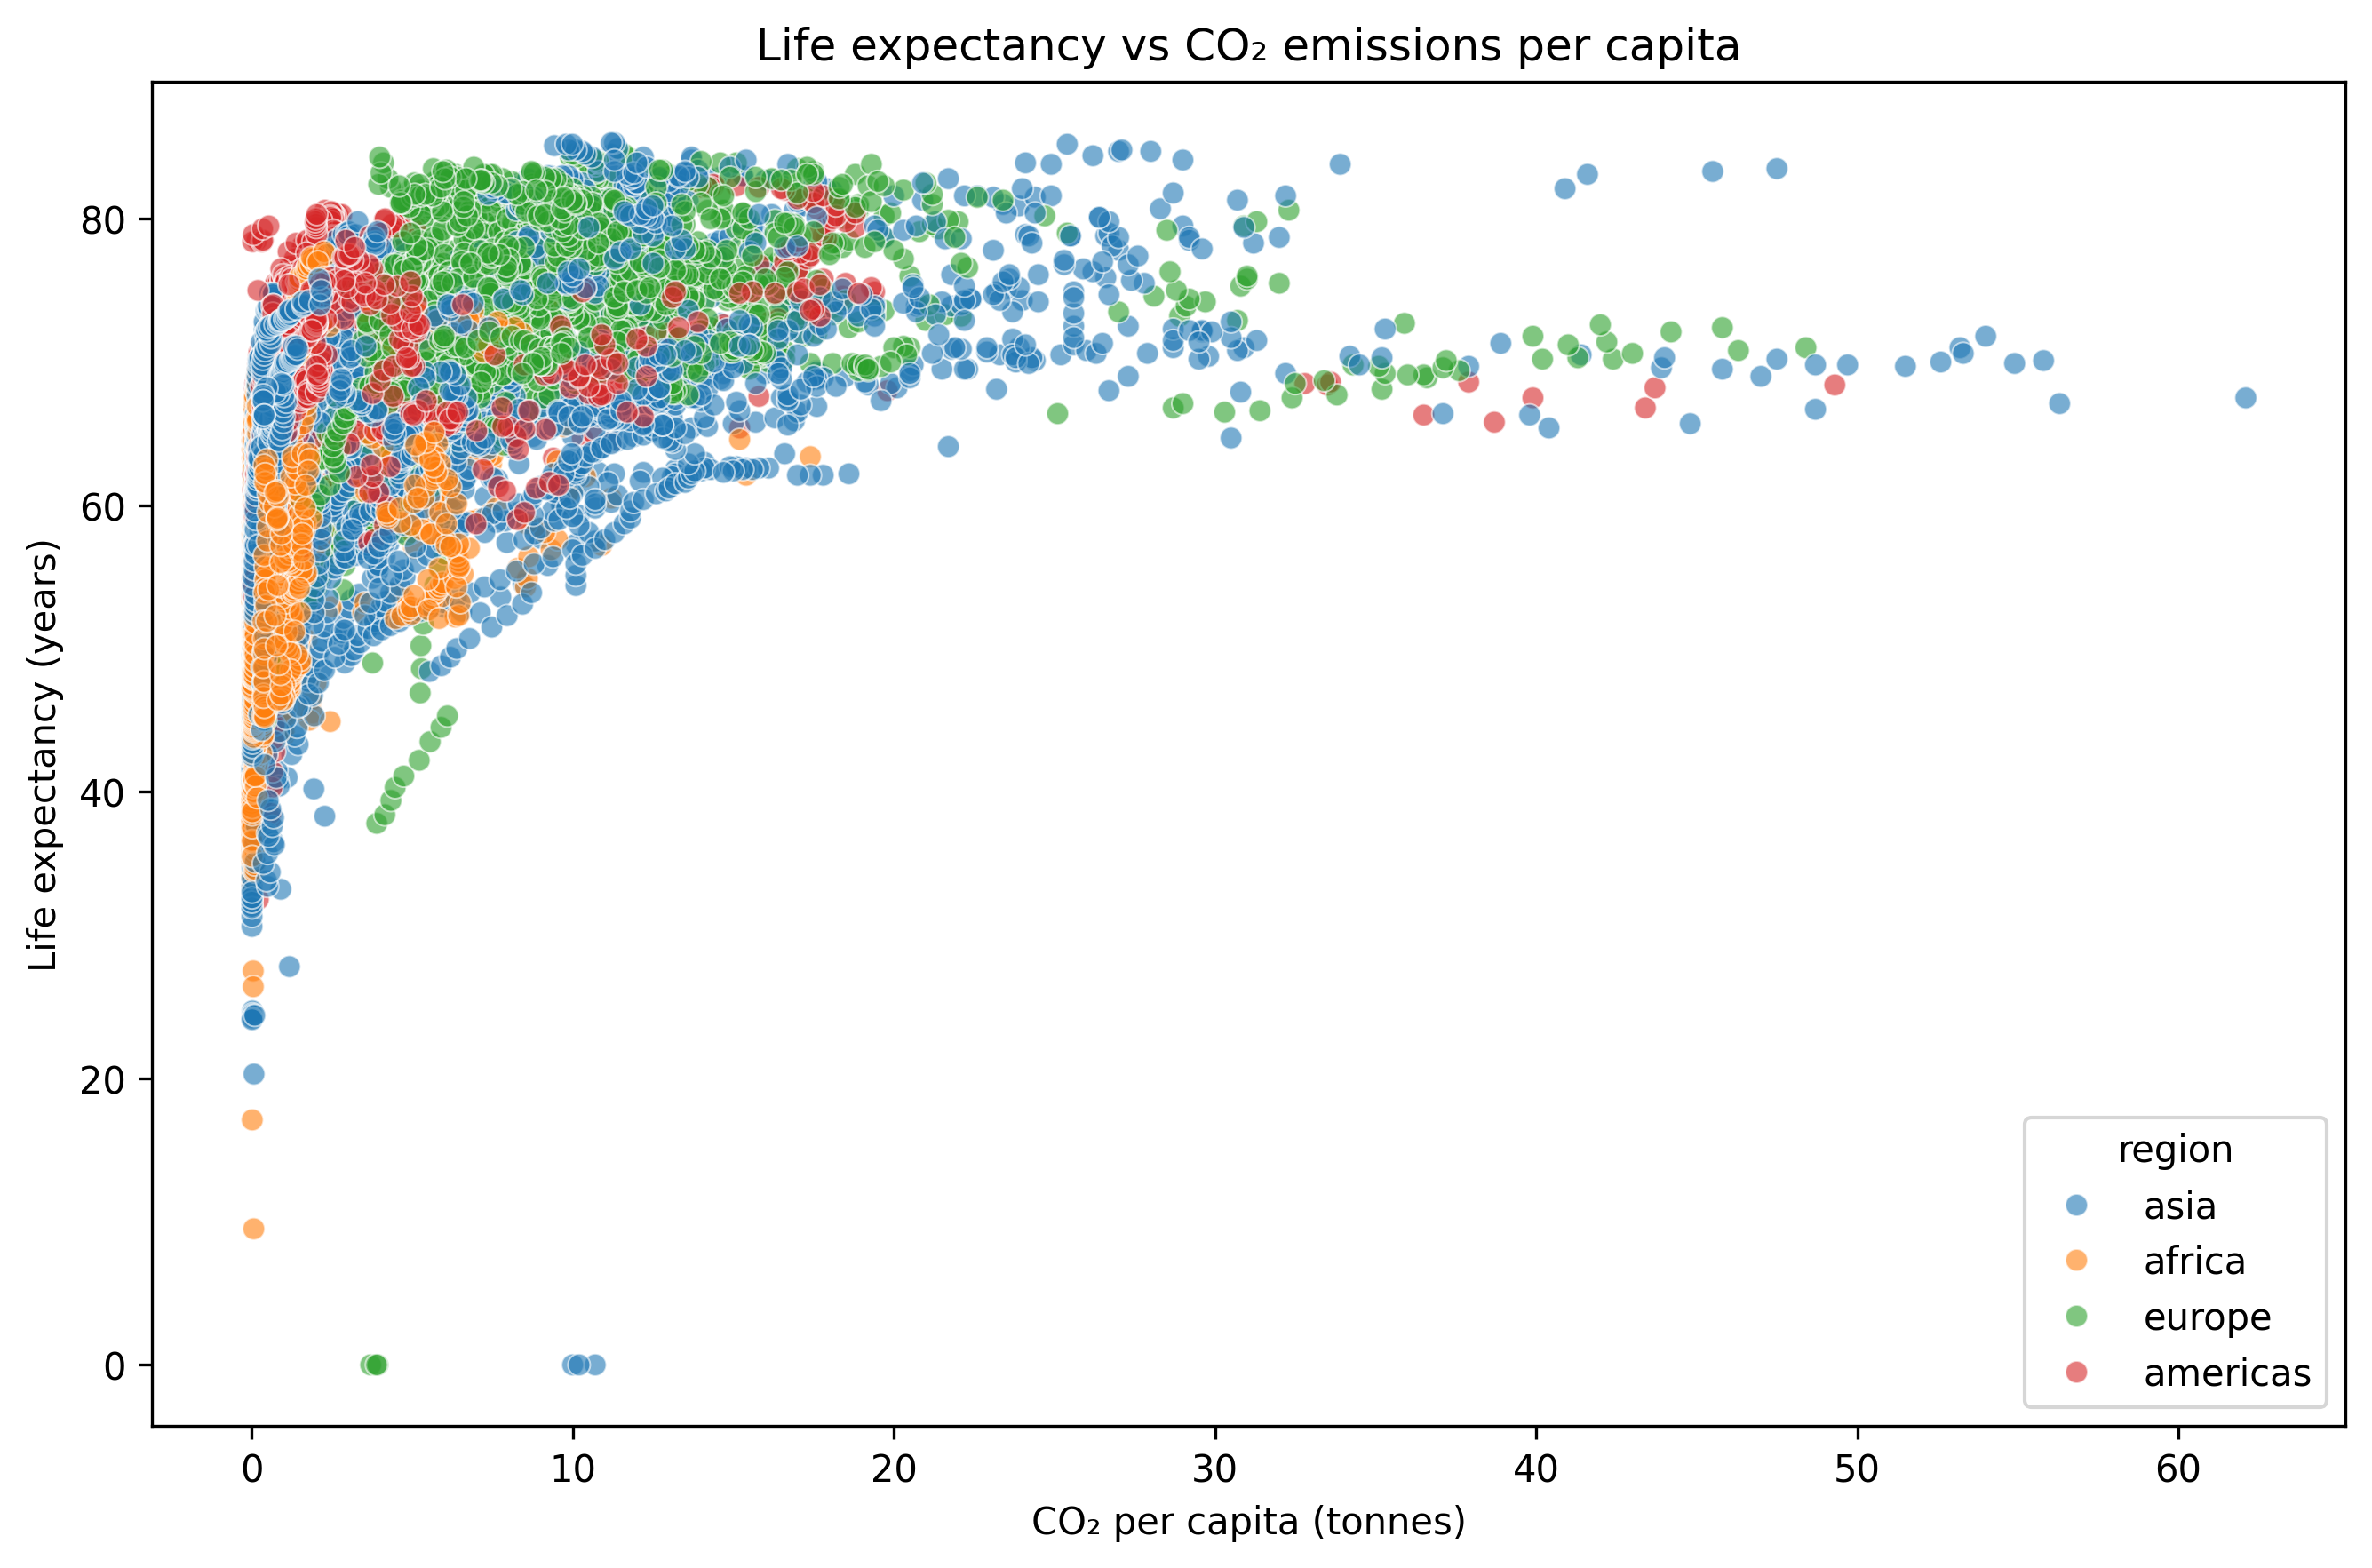 Life expectancy vs CO₂ emissions per capita
80
60
40
20
0
Life expectancy (years)
0 10 20 30 40 50 60
CO₂ per capita (tonnes)
region
asia
africa
europe
americas